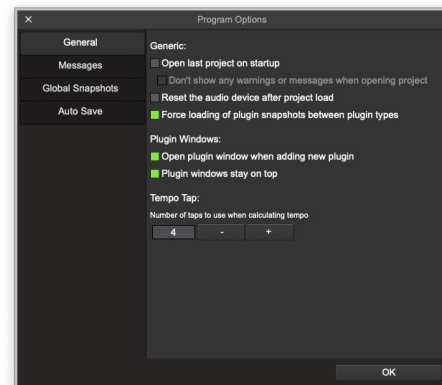 Program Options
General
Messages
Global Snapshots
Auto Save
Generic:
Open last project on startup
Don't show any warnings or messages when opening project
Reset the audio device after project load
Force loading of plugin snapshots between plugin types
Plugin Windows:
Open plugin window when adding new plugin
Plugin windows stay on top
Tempo Tap:
Number of taps to use when calculating tempo
4 - +
OK